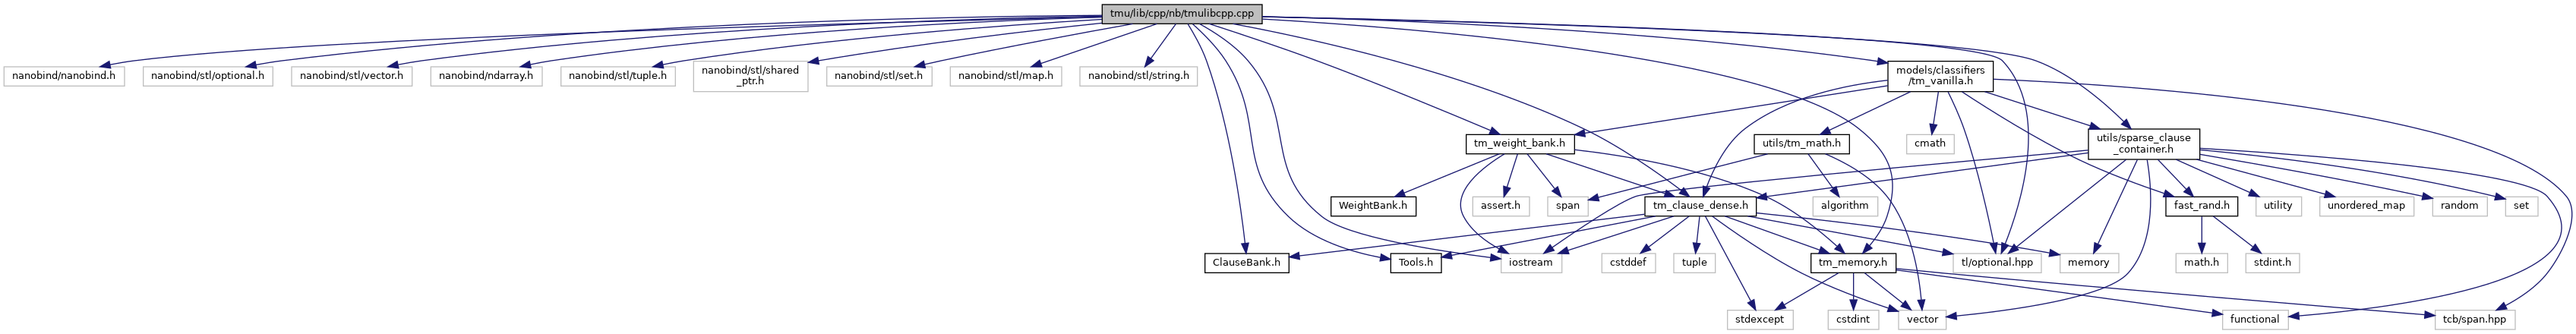 tmu/lib/cpp/nb/tmulibcpp.cpp
nanobind/nanobind.h
nanobind/stl/optional.h
nanobind/stl/vector.h
nanobind/ndarray.h
nanobind/stl/tuple.h
nanobind/stl/shared
_ptr.h
nanobind/stl/set.h
nanobind/stl/map.h
nanobind/stl/string.h
models/classifiers
/tm_vanilla.h
tm_weight_bank.h
utils/tm_math.h
cmath
utils/sparse_clause
_container.h
WeightBank.h
assert.h
span
tm_clause_dense.h
algorithm
fast_rand.h
utility
unordered_map
random
set
ClauseBank.h
Tools.h
iostream
cstddef
tuple
tm_memory.h
tl/optional.hpp
memory
math.h
stdint.h
stdexcept
cstdint
vector
functional
tcb/span.hpp